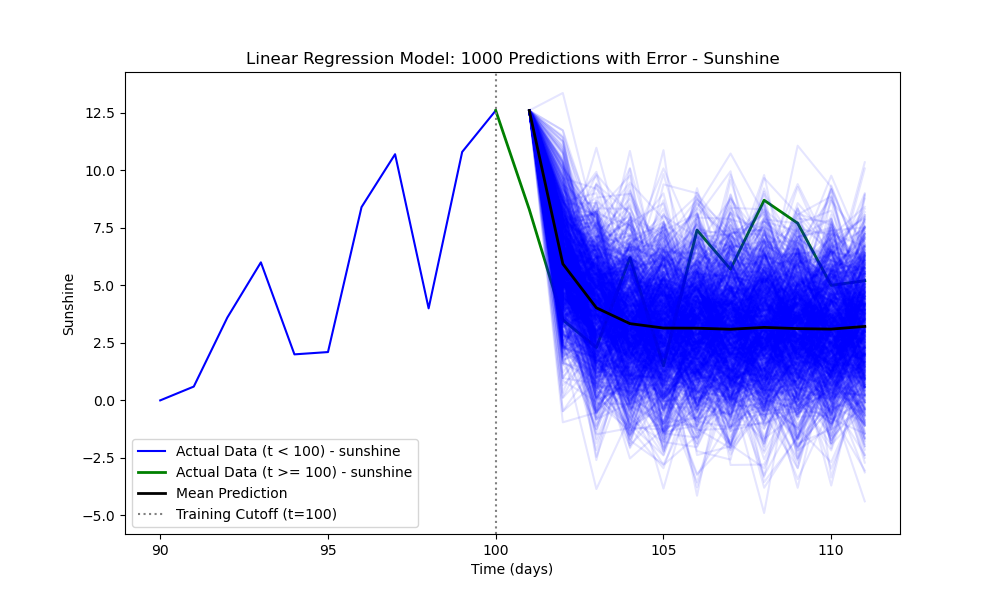 Linear Regression Model: 1000 Predictions with Error - Sunshine
12.5
10.0
7.5
5.0
2.5
0.0
−2.5
−5.0
Sunshine
Actual Data (t < 100) - sunshine
Actual Data (t >= 100) - sunshine
Mean Prediction
Training Cutoff (t=100)
90 95 100 105 110
Time (days)